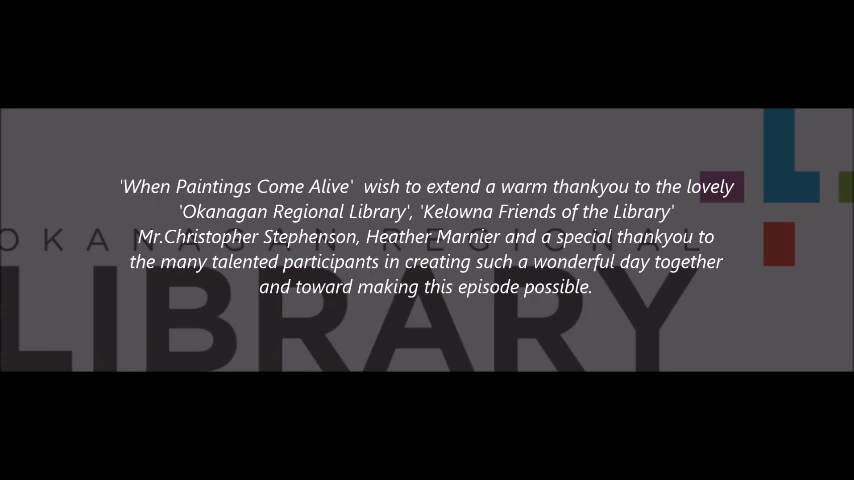 'When Paintings Come Alive'  wish to extend a warm thankyou to the lovely
'Okanagan Regional Library', 'Kelowna Friends of the Library'
Mr.Christopher Stephenson, Heather Marnier and a special thankyou to
the many talented participants in creating such a wonderful day together
and toward making this episode possible.
OKANAGAN REGIONAL
LIBRARY